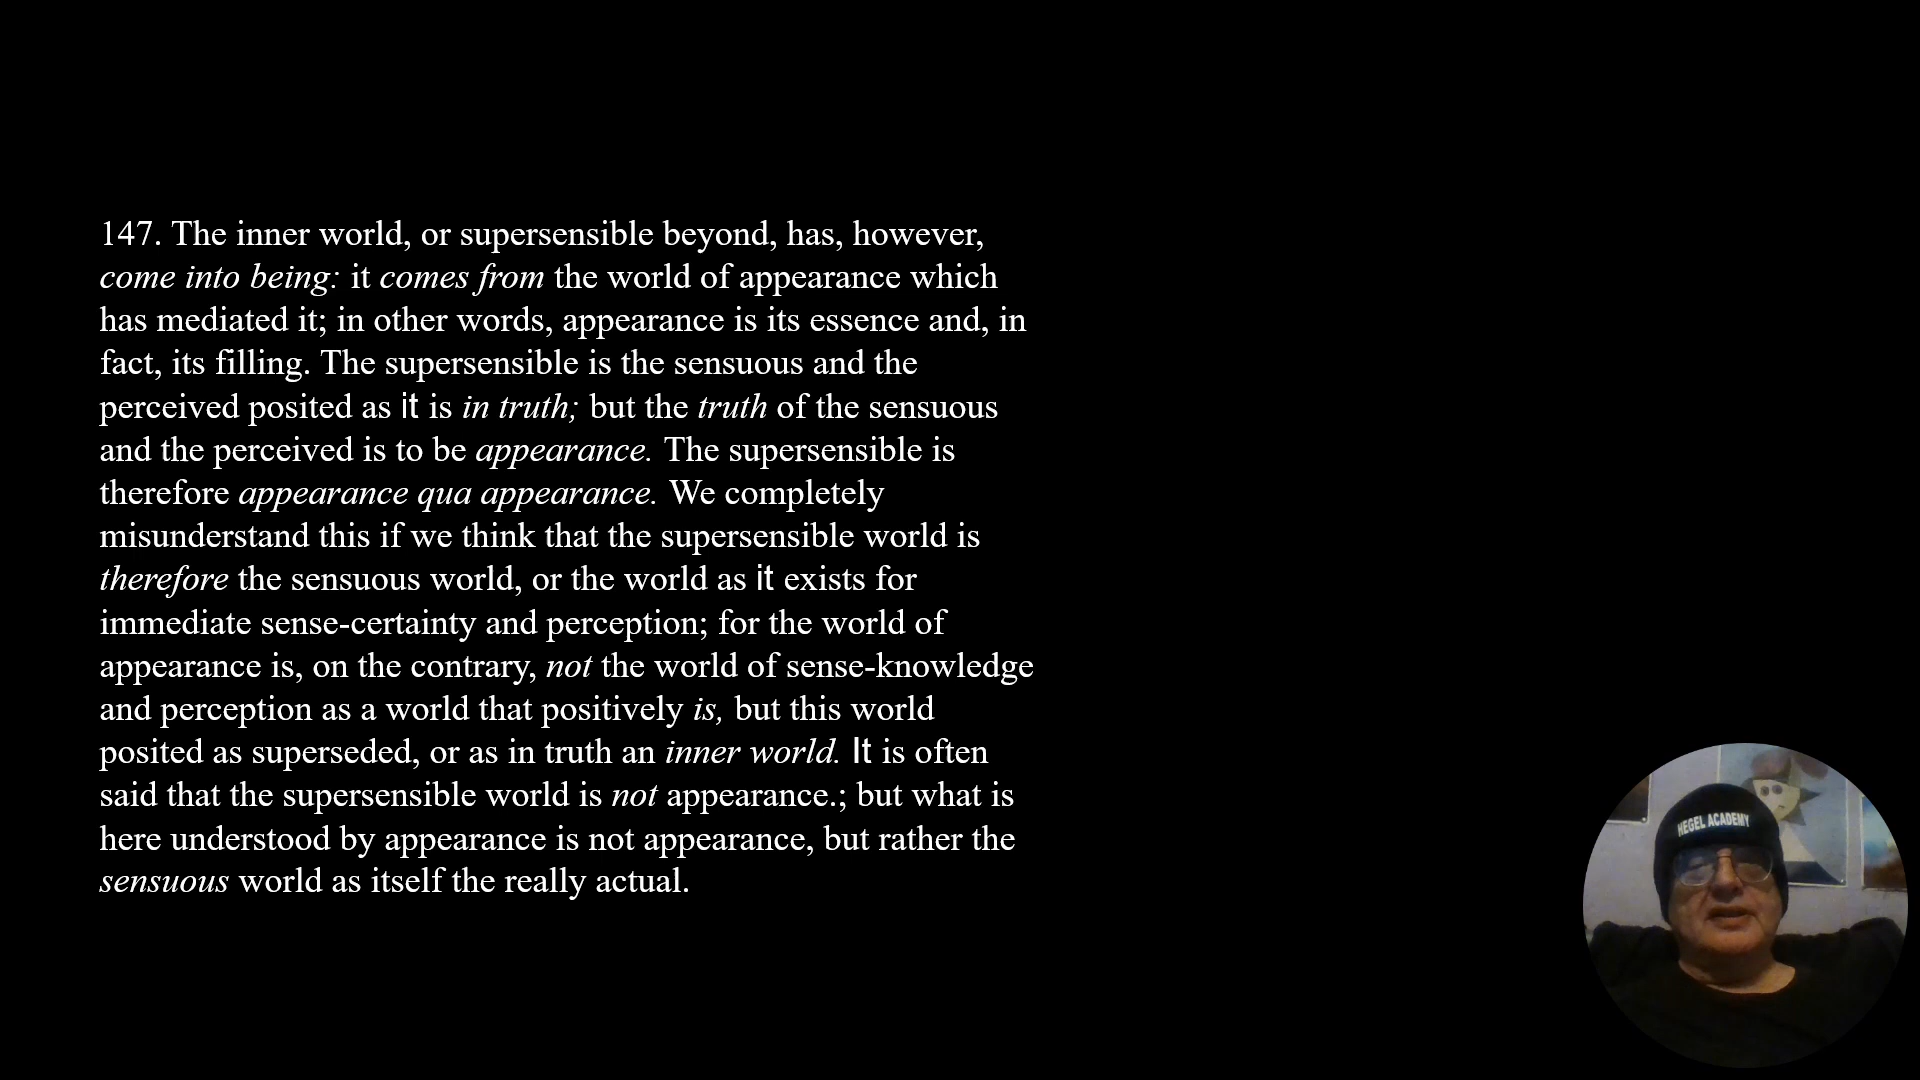 147. The inner world, or supersensible beyond, has, however,
come into being: it comes from the world of appearance which
has mediated it; in other words, appearance is its essence and, in
fact, its filling. The supersensible is the sensuous and the
perceived posited as it is in truth; but the truth of the sensuous
and the perceived is to be appearance. The supersensible is
therefore appearance qua appearance. We completely
misunderstand this if we think that the supersensible world is
therefore the sensuous world, or the world as it exists for
immediate sense-certainty and perception; for the world of
appearance is, on the contrary, not the world of sense-knowledge
and perception as a world that positively is, but this world
posited as superseded, or as in truth an inner world. It is often
said that the supersensible world is not appearance.; but what is
here understood by appearance is not appearance, but rather the
sensuous world as itself the really actual.
HEGEL ACADEMY